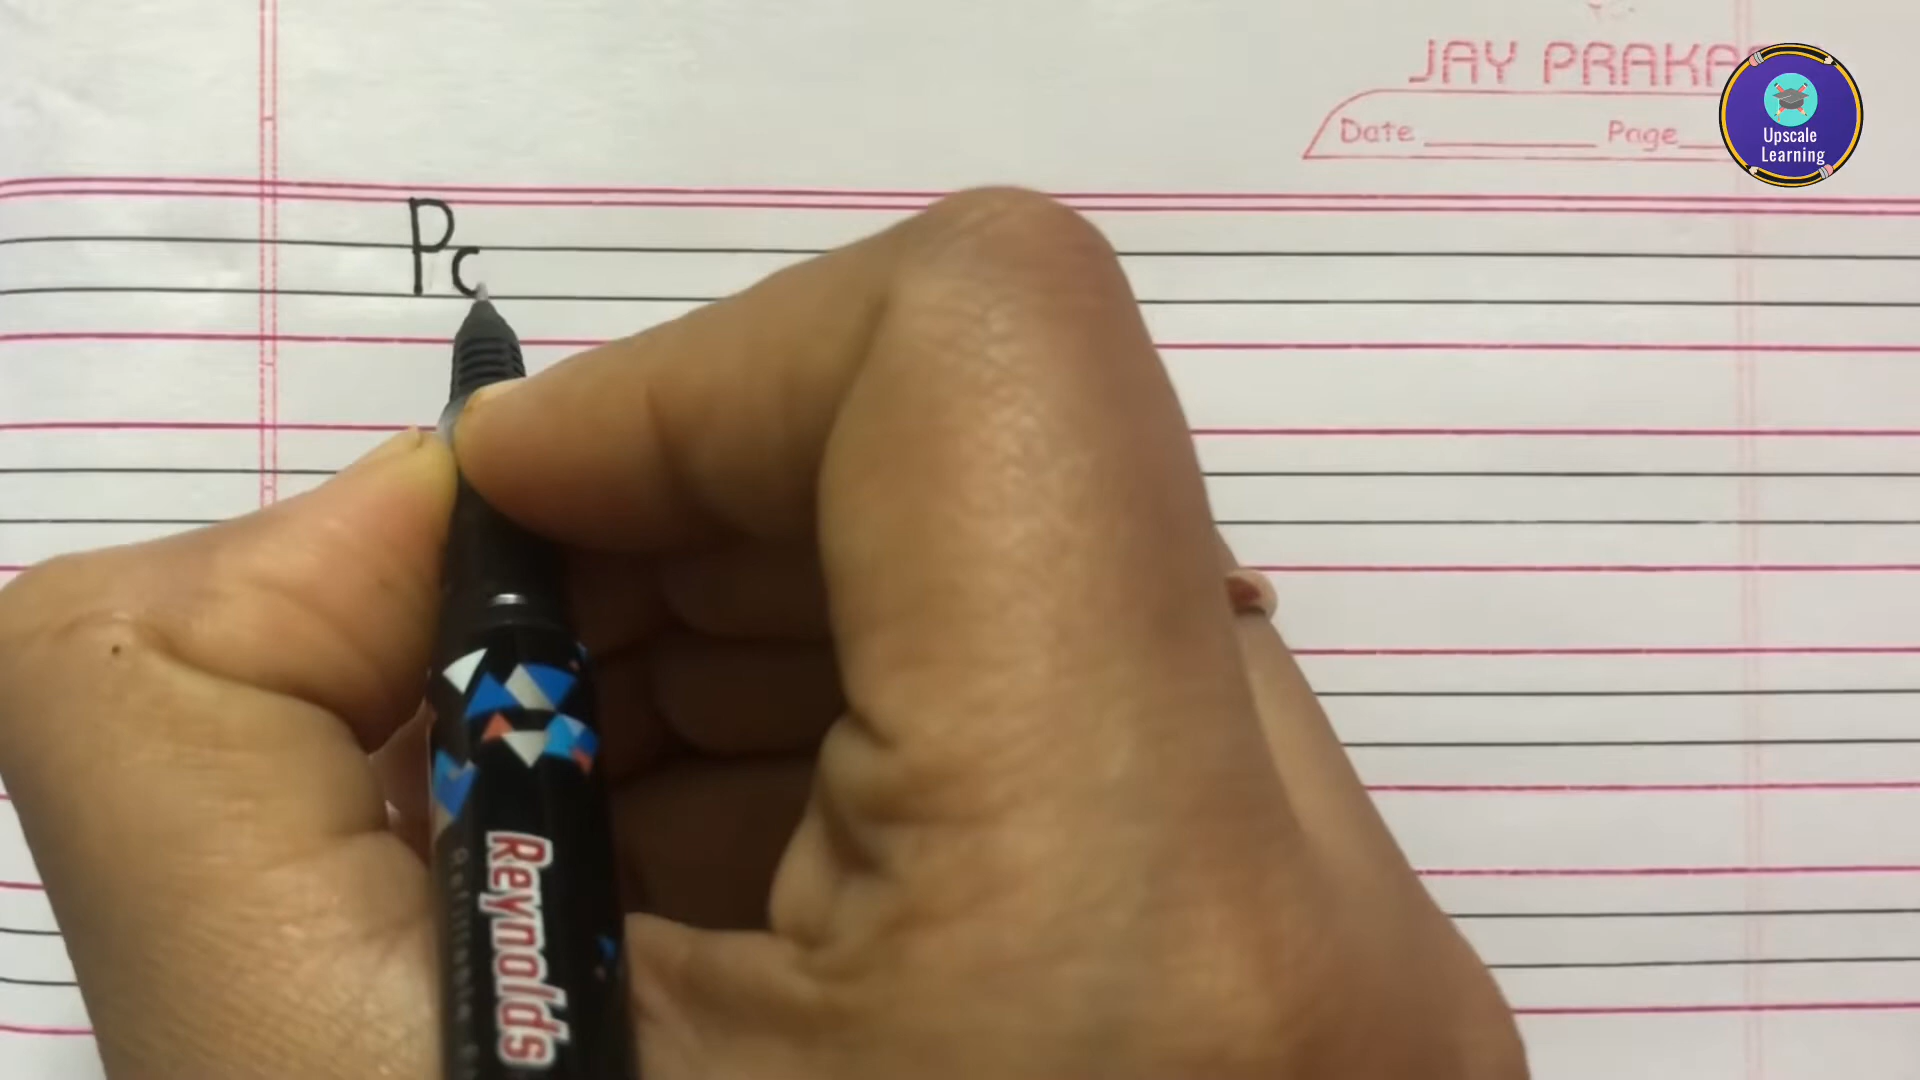 JAY PRAKA
Date Page
Upscale
Learning
Pc
Reynolds